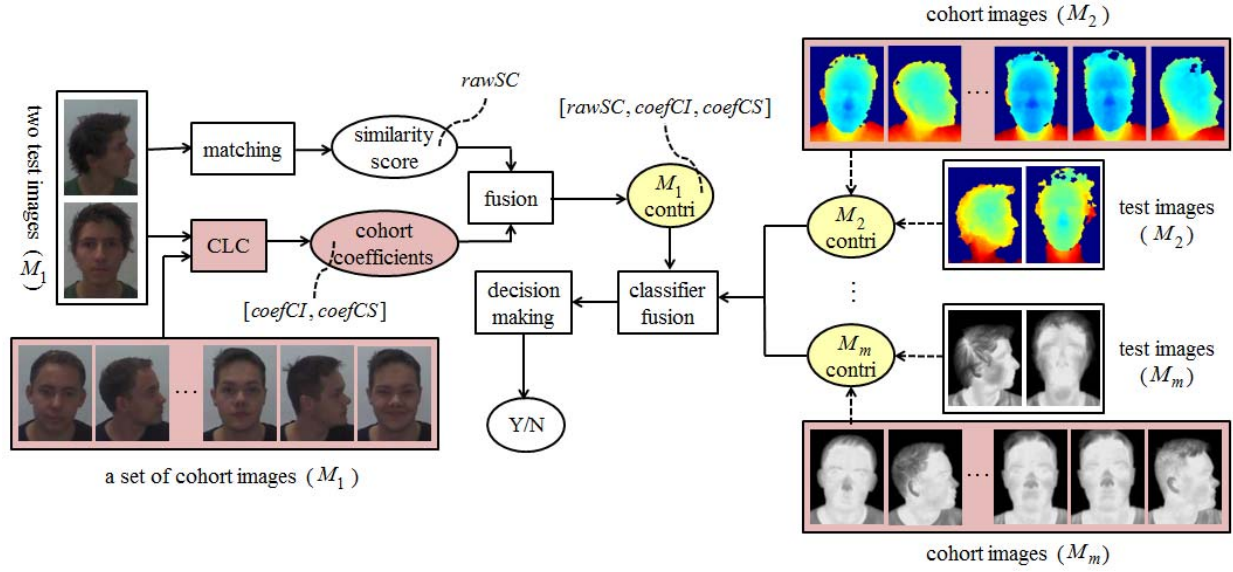 cohort images (M2)
rawSC
[rawSC, coefCI, coefCS]
two test images (M1)
matching
similarity
score
fusion
M1
contri
CLC
cohort
coefficients
[coefCI, coefCS]
M2
contri
test images
(M2)
...
decision
making
classifier
fusion
⋮
Mm
contri
test images
(Mm)
...
Y/N
...
a set of cohort images (M1)
cohort images (Mm)